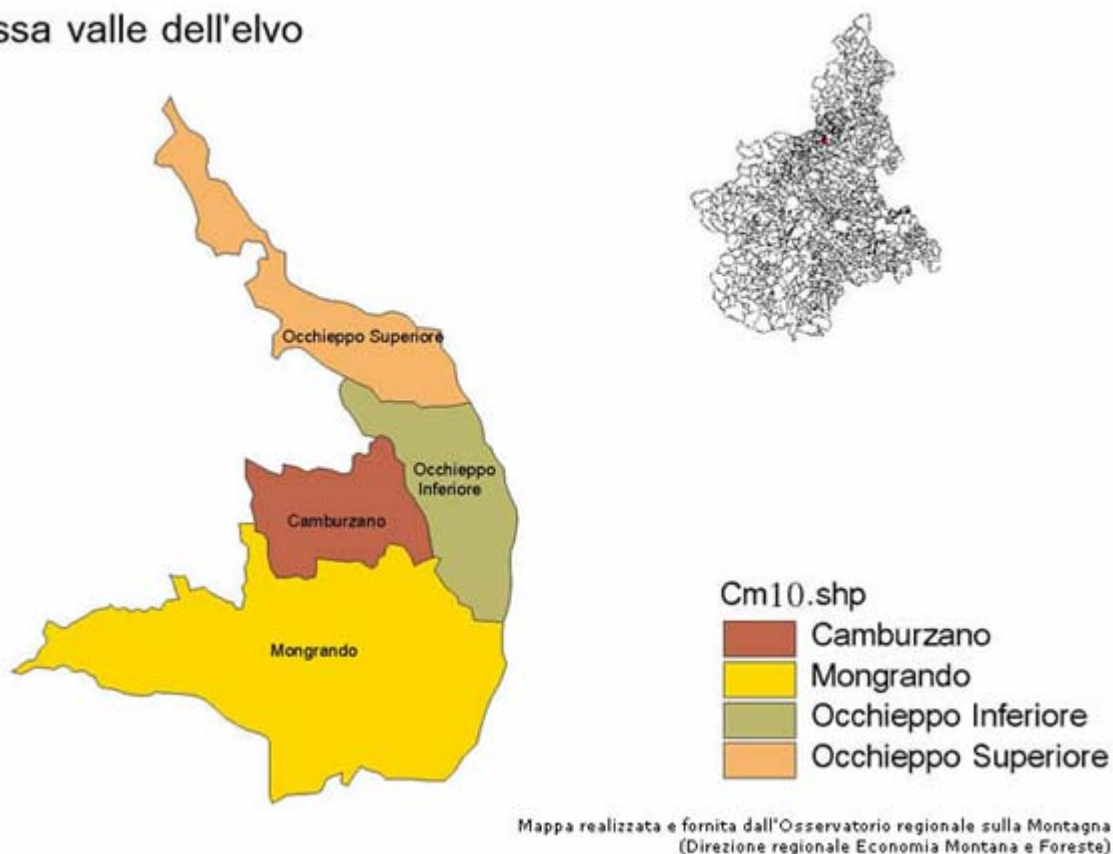 ssa valle dell'elvo
Occhieppo Superiore
Occhieppo
Inferiore
Camburzano
Mongrando
Cm10.shp
Camburzano
Mongrando
Occhieppo Inferiore
Occhieppo Superiore
Mappa realizzata e fornita dall'Osservatorio regionale sulla Montagna
(Direzione regionale Economia Montana e Foreste)